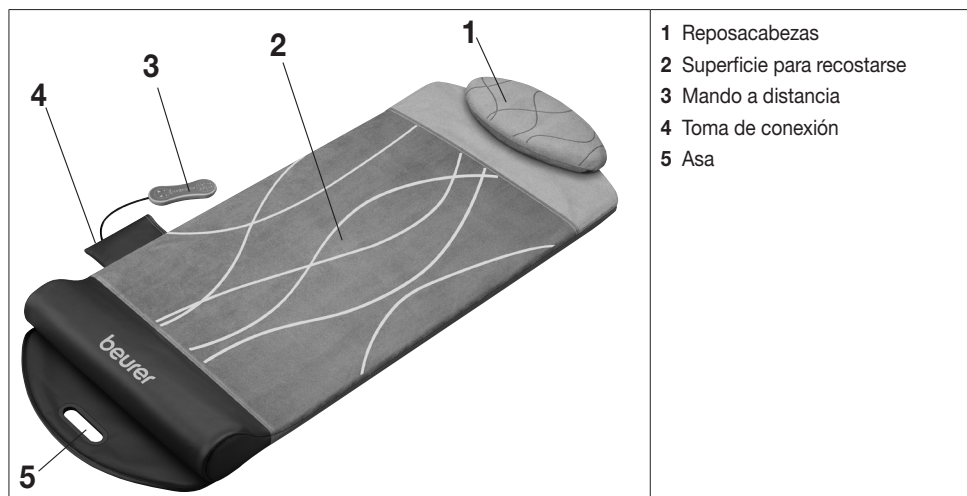 1
2
3
4
beurer
5
1 Reposacabezas
2 Superficie para recostarse
3 Mando a distancia
4 Toma de conexión
5 Asa